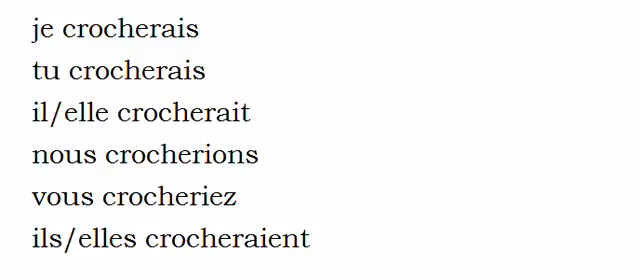 je crocherais
tu crocherais
il/elle crocherait
nous crocherions
vous crocheriez
ils/elles crocheraient